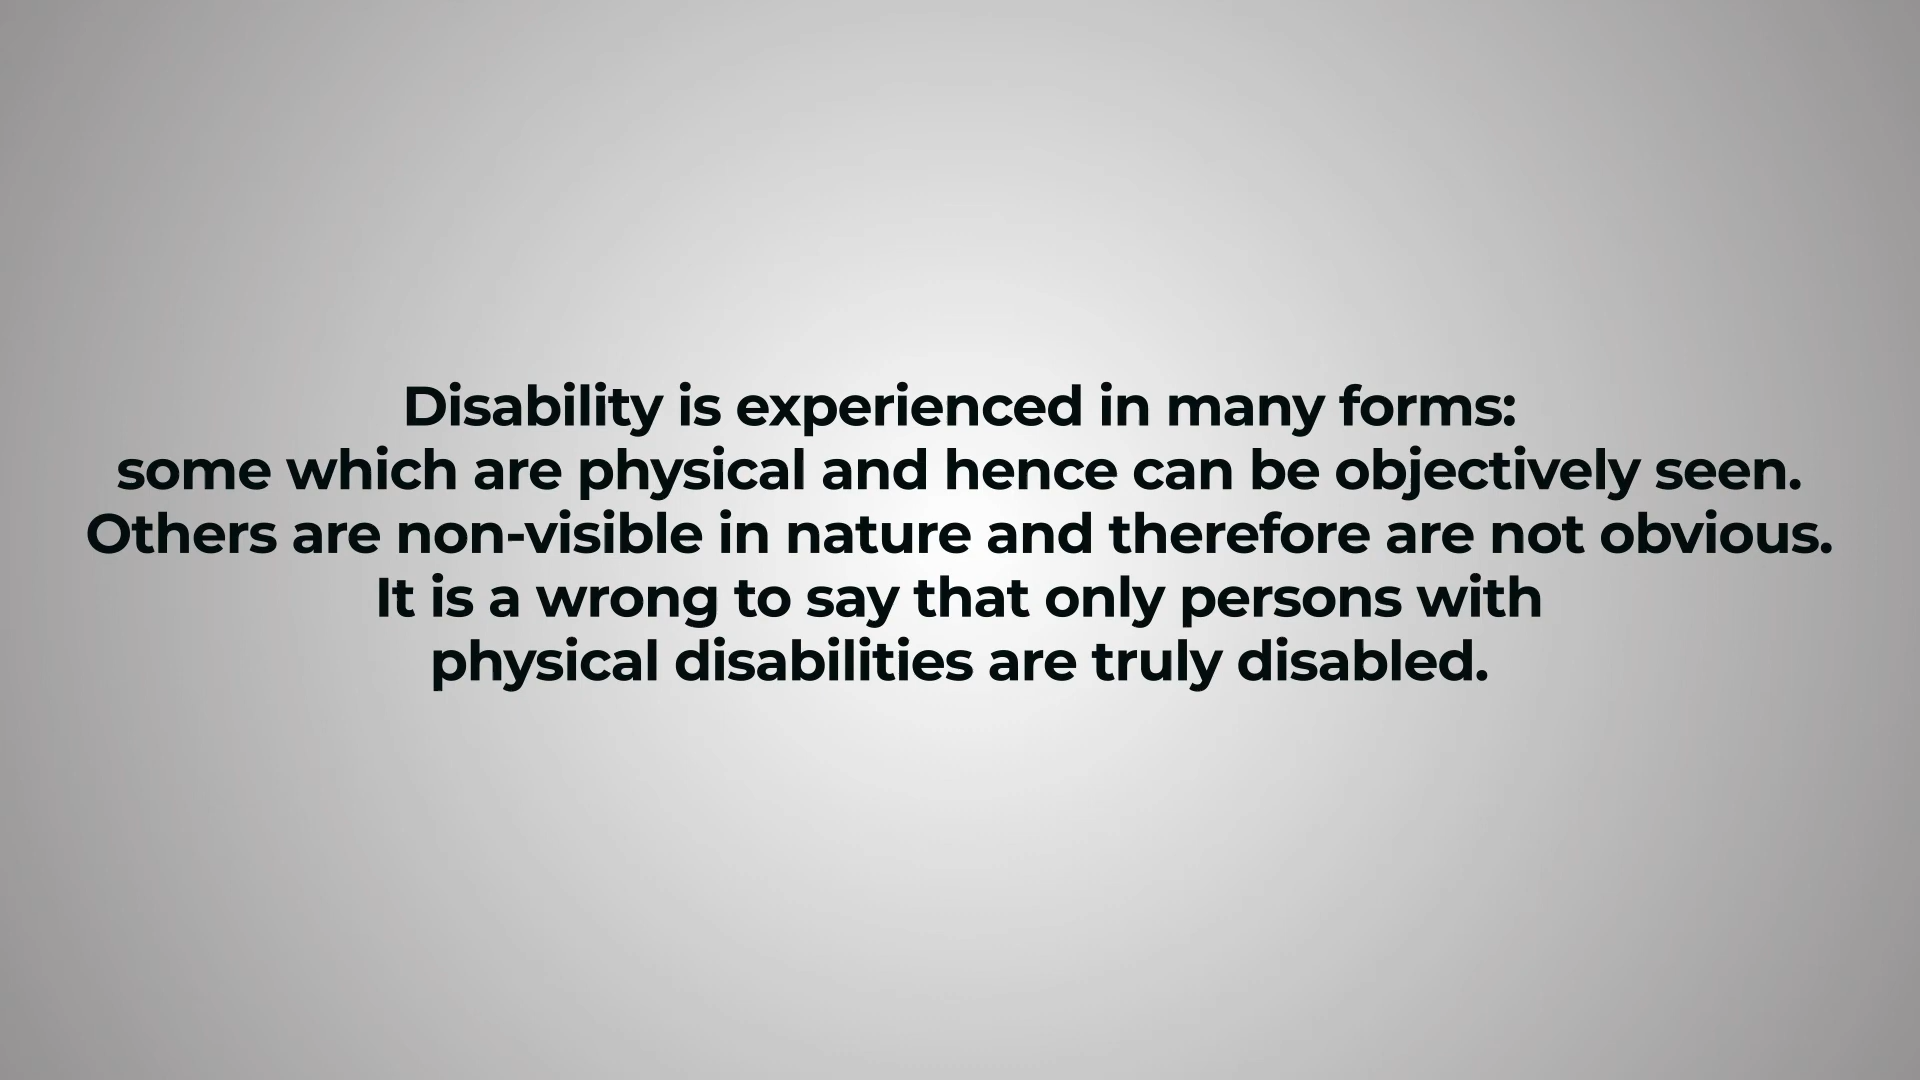 Disability is experienced in many forms:
some which are physical and hence can be objectively seen.
Others are non-visible in nature and therefore are not obvious.
It is a wrong to say that only persons with
physical disabilities are truly disabled.